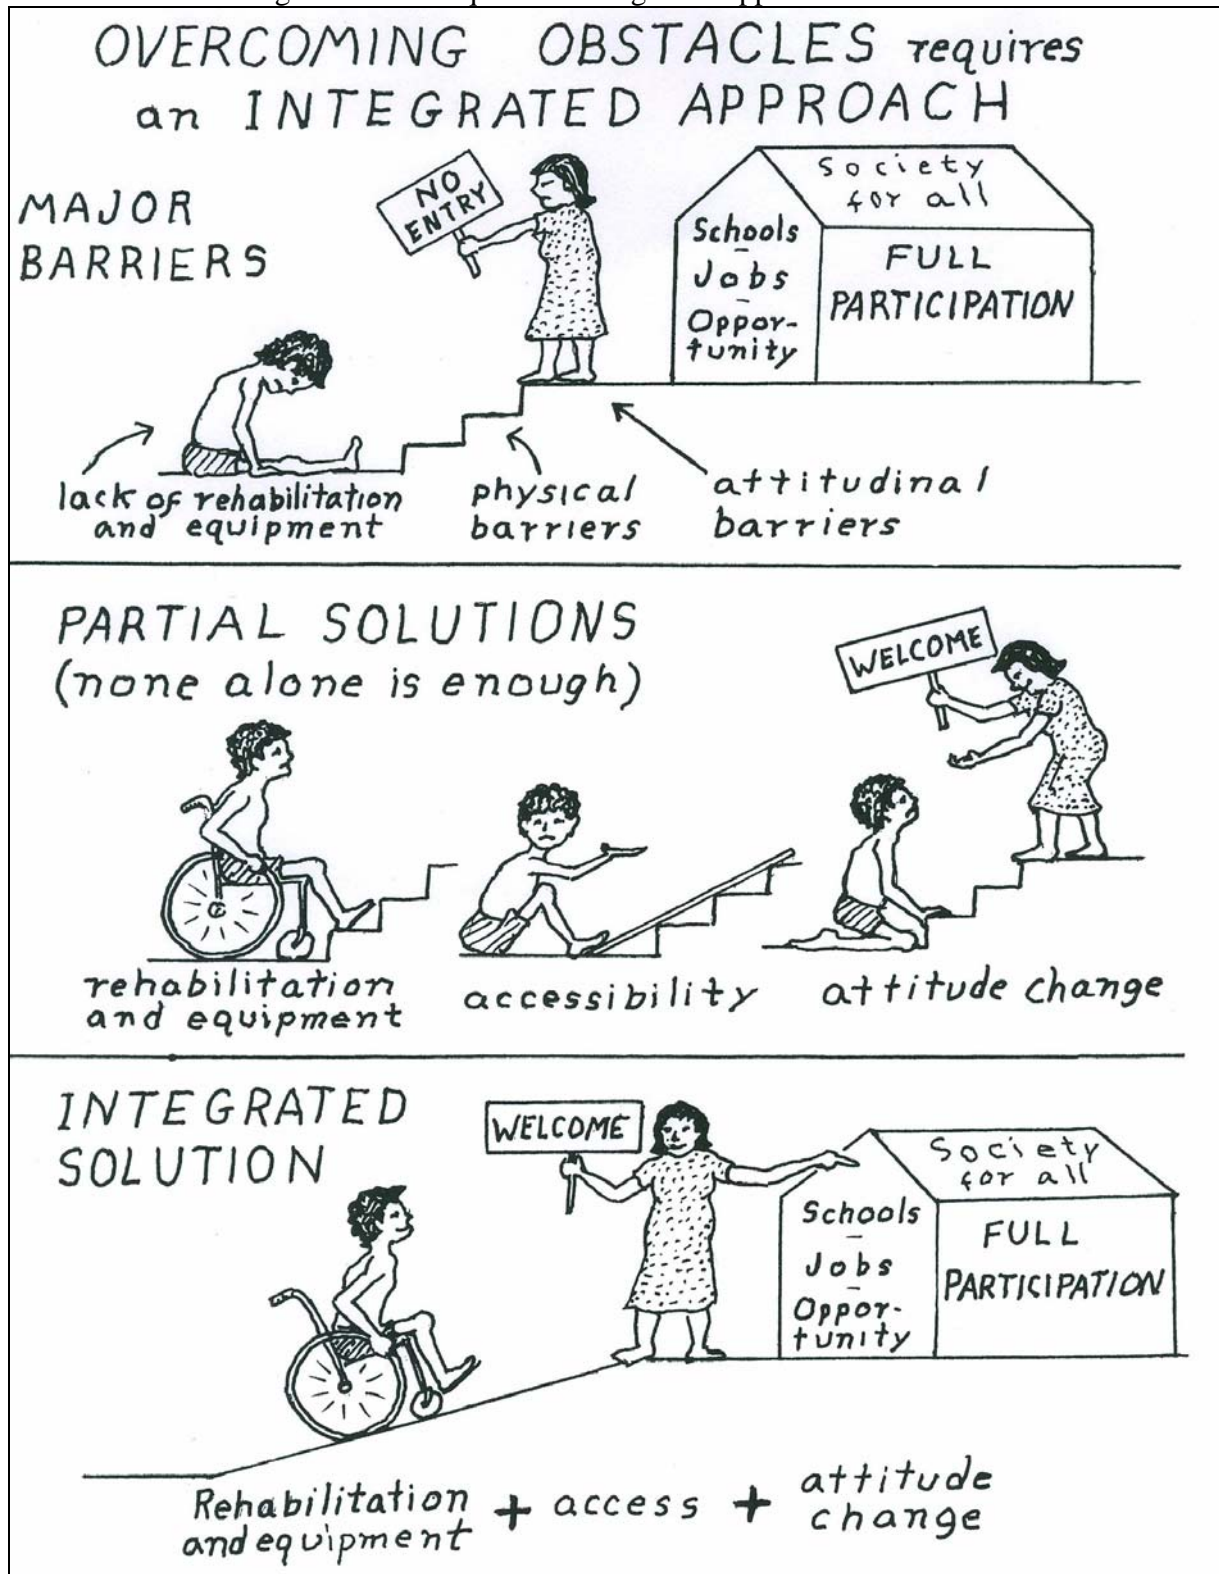 OVERCOMING OBSTACLES requires
an INTEGRATED APPROACH
MAJOR
BARRIERS
NO
ENTRY
Society
for all
Schools
–
Jobs
–
Oppor-
tunity
FULL
PARTICIPATION
lack of rehabilitation
and equipment
physical
barriers
attitudinal
barriers
PARTIAL SOLUTIONS
(none alone is enough)
WELCOME
rehabilitation
and equipment
accessibility
attitude change
INTEGRATED
SOLUTION
WELCOME
Society
for all
Schools
–
Jobs
–
Oppor-
tunity
FULL
PARTICIPATION
Rehabilitation
and equipment
+ access +
attitude
change